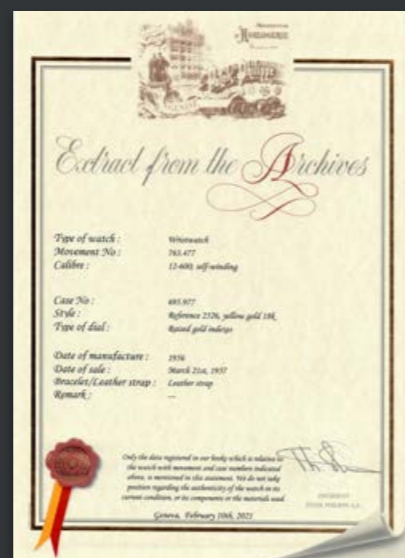 Extract from the Archives
Type of watch : Wristwatch
Movement No : 763.477
Calibre : 12-600, self-winding
Case No : 695.977
Style : Reference 2526, yellow gold 18k
Type of dial : Raised gold indexes
Date of manufacture : 1956
Date of sale : March 21st, 1957
Bracelet/Leather strap : Leather strap
Remark : ---
Only the data registered in our books which is relative to
the watch with movement and case numbers indicated
above, is mentioned in this statement. We do not take
position regarding the authenticity of the watch in its
current condition, or its components or the materials used
PRESIDENT
PATEK PHILIPPE S.A.
Geneva, February 10th, 2021